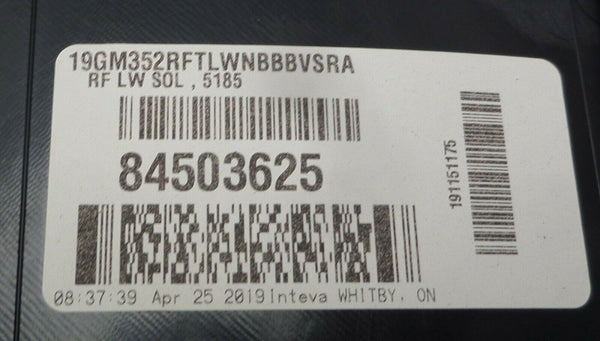 19GM352RFTLWNBBBVSRA
RF LW SOL , 5185
84503625
191151175
08:37:39 Apr 25 2019 Inteva WHITBY, ON